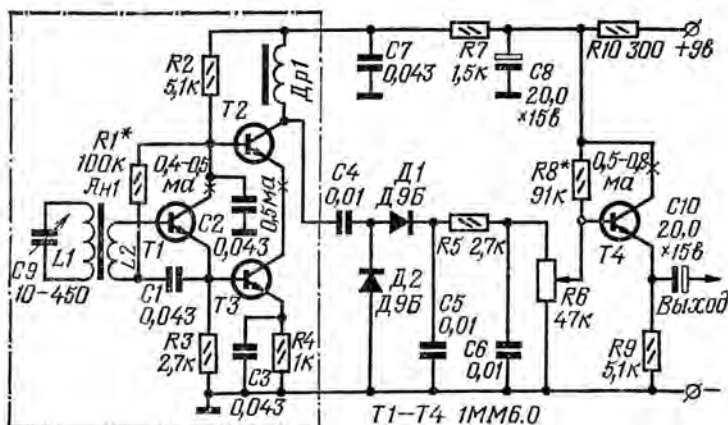 R2
5,1к
R1*
100к
Ян1
0,4–0,5
ма
T2
Др1
C7
0,043
R7
1,5к
C8
20,0
×15в
R10 300
+9в
C4
0,01
Д1
Д9Б
R8*
91к
0,5-0,8
ма
C10
20,0
×15в
C9
10-450
L1
L2
T1
C2
0,043
0,5ма
C1
0,043
T3
Д2
Д9Б
R5 2,7к
C5
0,01
R6
47к
T4
Выход
R3
2,7к
C3
0,043
R4
1к
C6
0,01
R9
5,1к
T1–T4 1ММ6.0